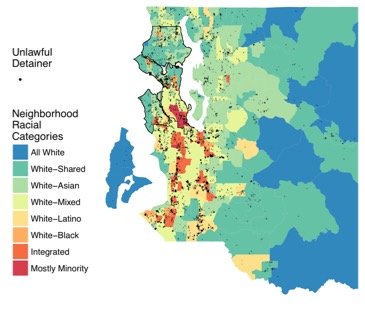 Unlawful
Detainer
Neighborhood
Racial
Categories
All White
White–Shared
White–Asian
White–Mixed
White–Latino
White–Black
Integrated
Mostly Minority